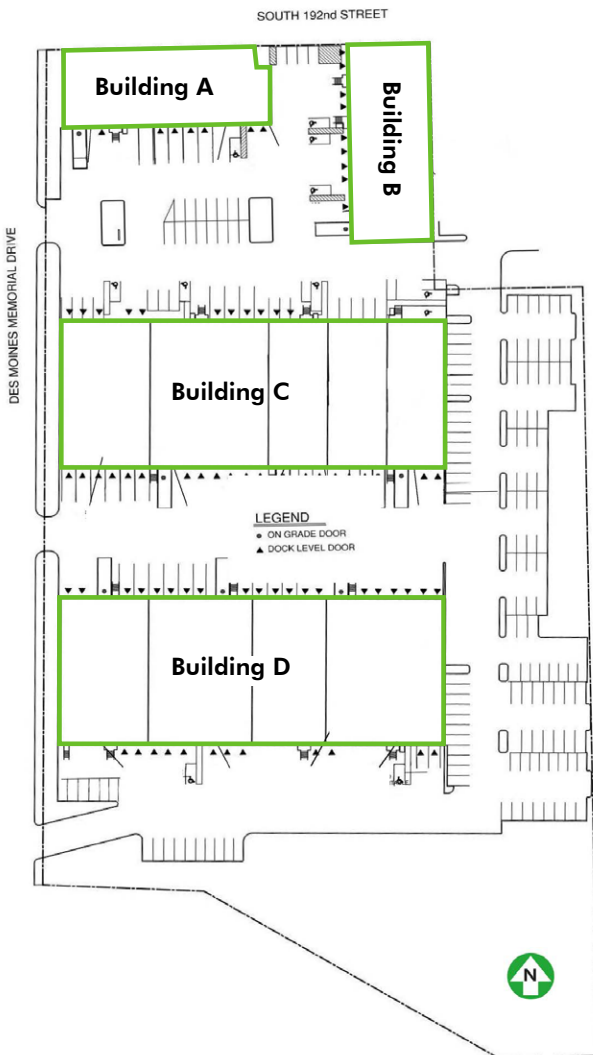 SOUTH 192nd STREET
Building A
Building B
DES MOINES MEMORIAL DRIVE
Building C
LEGEND
ON GRADE DOOR
DOCK LEVEL DOOR
Building D
N